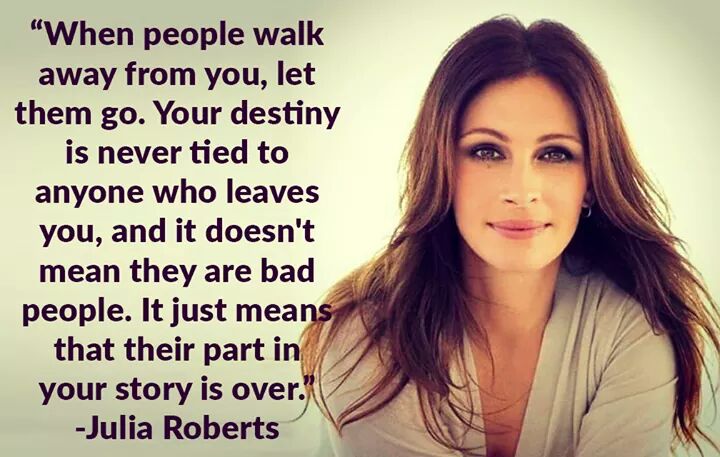 “When people walk
away from you, let
them go. Your destiny
is never tied to
anyone who leaves
you, and it doesn't
mean they are bad
people. It just means
that their part in
your story is over.”
-Julia Roberts